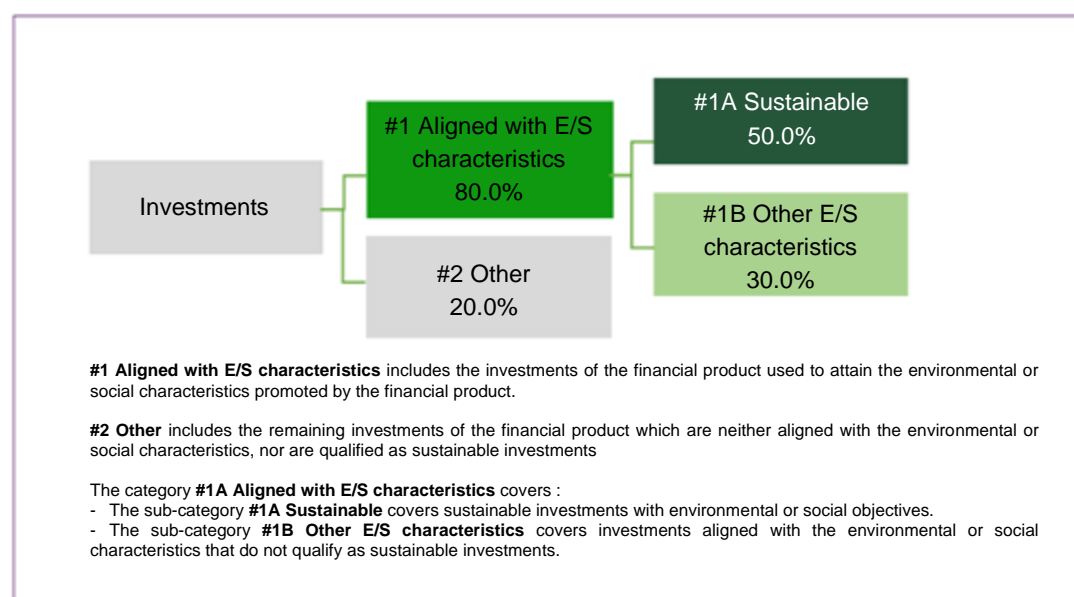 Investments
#1 Aligned with E/S
characteristics
80.0%
#2 Other
20.0%
#1A Sustainable
50.0%
#1B Other E/S
characteristics
30.0%
#1 Aligned with E/S characteristics includes the investments of the financial product used to attain the environmental or
social characteristics promoted by the financial product.
#2 Other includes the remaining investments of the financial product which are neither aligned with the environmental or
social characteristics, nor are qualified as sustainable investments
The category #1A Aligned with E/S characteristics covers :
- The sub-category #1A Sustainable covers sustainable investments with environmental or social objectives.
- The sub-category #1B Other E/S characteristics covers investments aligned with the environmental or social
characteristics that do not qualify as sustainable investments.